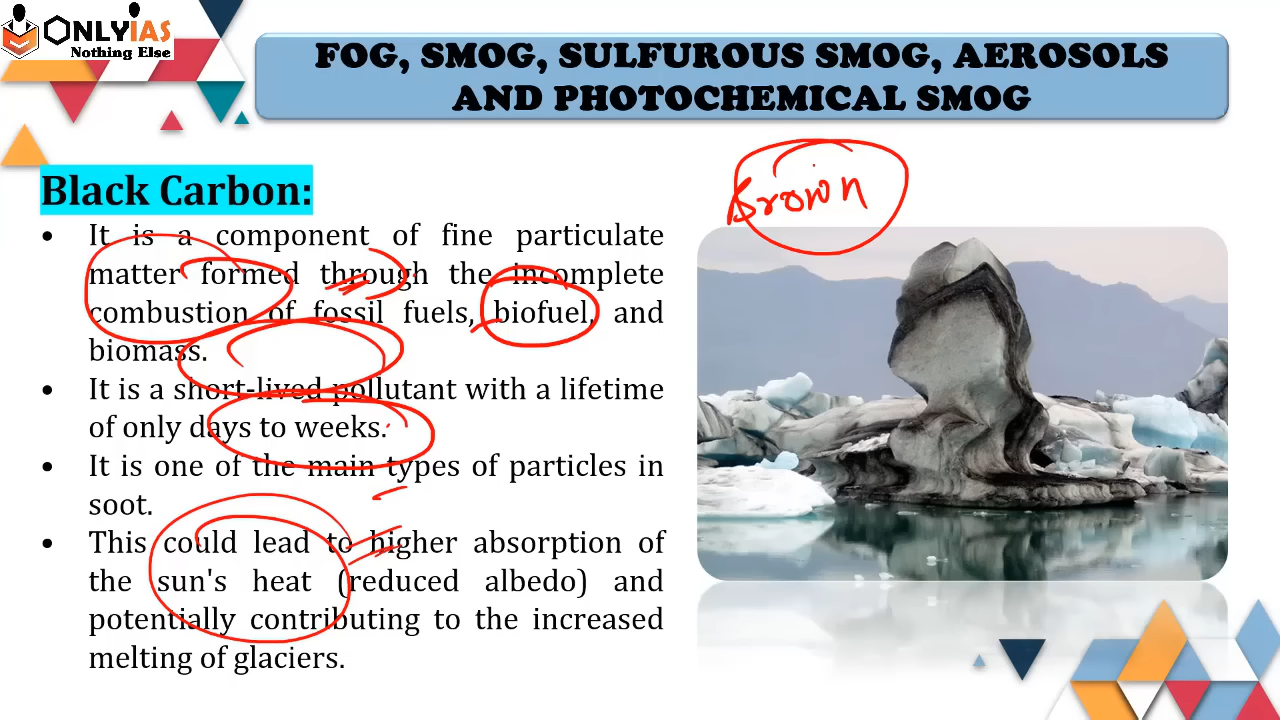 ONLYIAS
Nothing Else
FOG, SMOG, SULFUROUS SMOG, AEROSOLS
AND PHOTOCHEMICAL SMOG
Black Carbon:
Brown
• It is a component of fine particulate
matter formed through the incomplete
combustion of fossil fuels, biofuel, and
biomass.
• It is a short-lived pollutant with a lifetime
of only days to weeks.
• It is one of the main types of particles in
soot.
• This could lead to higher absorption of
the sun's heat (reduced albedo) and
potentially contributing to the increased
melting of glaciers.